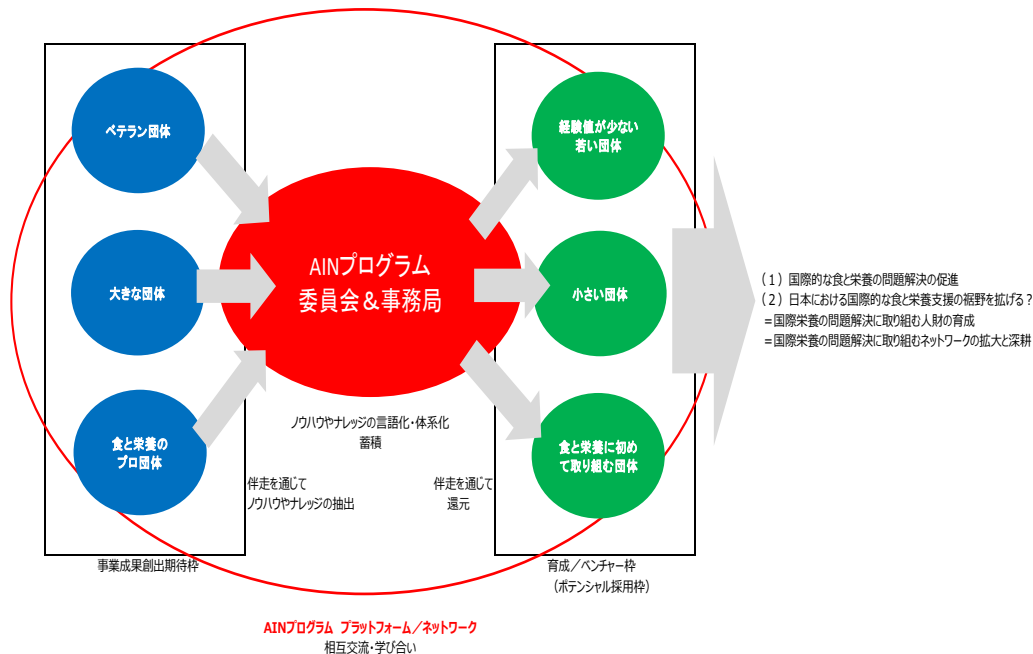 ベテラン団体
大きな団体
食と栄養の
プロ団体
事業成果創出期待枠
AINプログラム
委員会＆事務局
ノウハウやナレッジの言語化・体系化
蓄積
伴走を通じて
ノウハウやナレッジの抽出
伴走を通じて
還元
経験値が少ない
若い団体
小さい団体
食と栄養に初め
て取り組む団体
育成／ベンチャー枠
（ポテンシャル採用枠）
（１）国際的な食と栄養の問題解決の促進
（２）日本における国際的な食と栄養支援の裾野を拡げる？
＝国際栄養の問題解決に取り組む人財の育成
＝国際栄養の問題解決に取り組むネットワークの拡大と深耕
AINプログラム プラットフォーム／ネットワーク
相互交流・学び合い